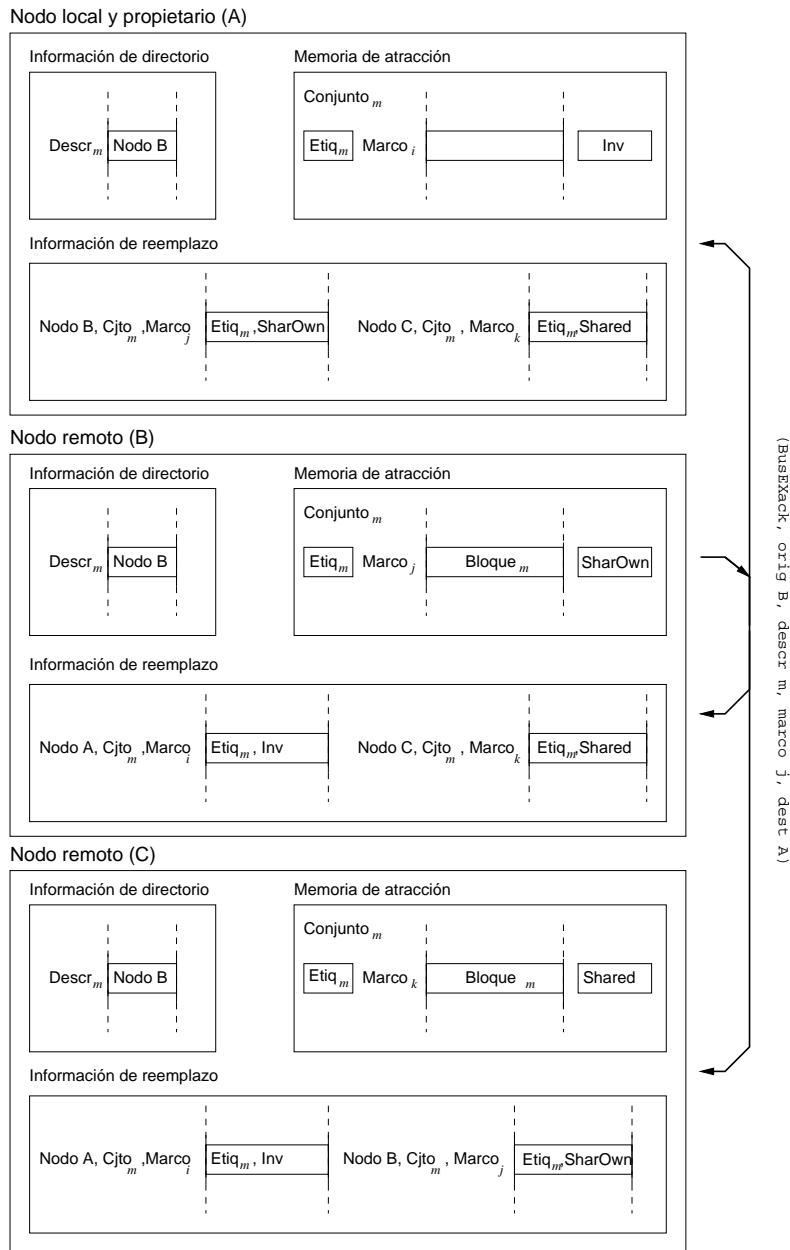 Nodo local y propietario (A)
Información de directorio
Memoria de atracción
Conjunto m
Descr m Nodo B
Etiq m Marco i Inv
Información de reemplazo
Nodo B, Cjto m ,Marco j Etiq m ,SharOwn Nodo C, Cjto m , Marco k Etiq m,Shared
Nodo remoto (B)
Información de directorio
Memoria de atracción
Conjunto m
Descr m Nodo B
Etiq m Marco j Bloque m SharOwn
Información de reemplazo
Nodo A, Cjto m ,Marco i Etiq m , Inv Nodo C, Cjto m , Marco k Etiq m,Shared
Nodo remoto (C)
Información de directorio
Memoria de atracción
Conjunto m
Descr m Nodo B
Etiq m Marco k Bloque m Shared
Información de reemplazo
Nodo A, Cjto m ,Marco i Etiq m , Inv Nodo B, Cjto m , Marco j Etiq m,SharOwn
(BusEXack, orig B, descr m, marco j, dest A)